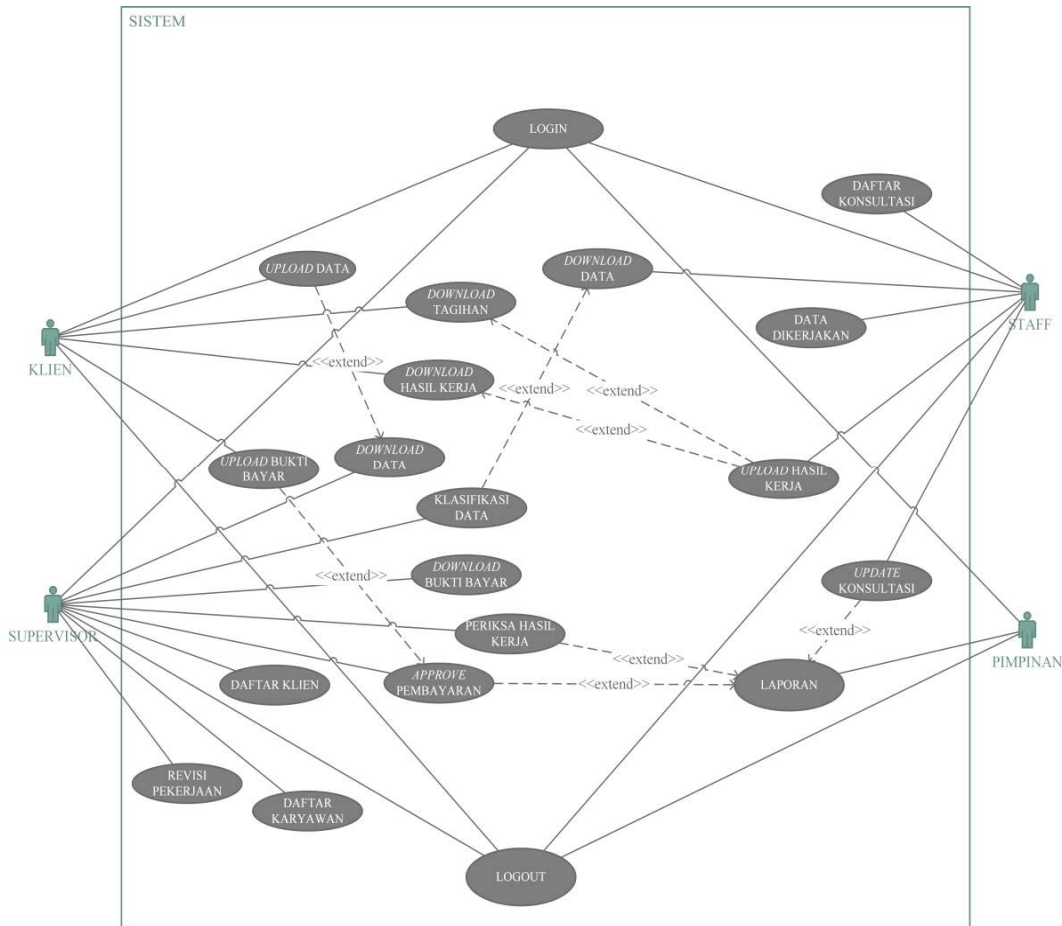 SISTEM
LOGIN
DAFTAR
KONSULTASI
UPLOAD DATA
DOWNLOAD
DATA
DOWNLOAD
TAGIHAN
DATA
DIKERJAKAN
STAFF
KLIEN
<<extend>>
DOWNLOAD
HASIL KERJA
<<extend>>
<<extend>>
<<extend>>
UPLOAD BUKTI
BAYAR
DOWNLOAD
DATA
UPLOAD HASIL
KERJA
KLASIFIKASI
DATA
<<extend>>
DOWNLOAD
BUKTI BAYAR
UPDATE
KONSULTASI
SUPERVISOR
PERIKSA HASIL
KERJA
<<extend>>
PIMPINAN
<<extend>>
DAFTAR KLIEN
APPROVE
PEMBAYARAN
<<extend>>
LAPORAN
REVISI
PEKERJAAN
DAFTAR
KARYAWAN
LOGOUT